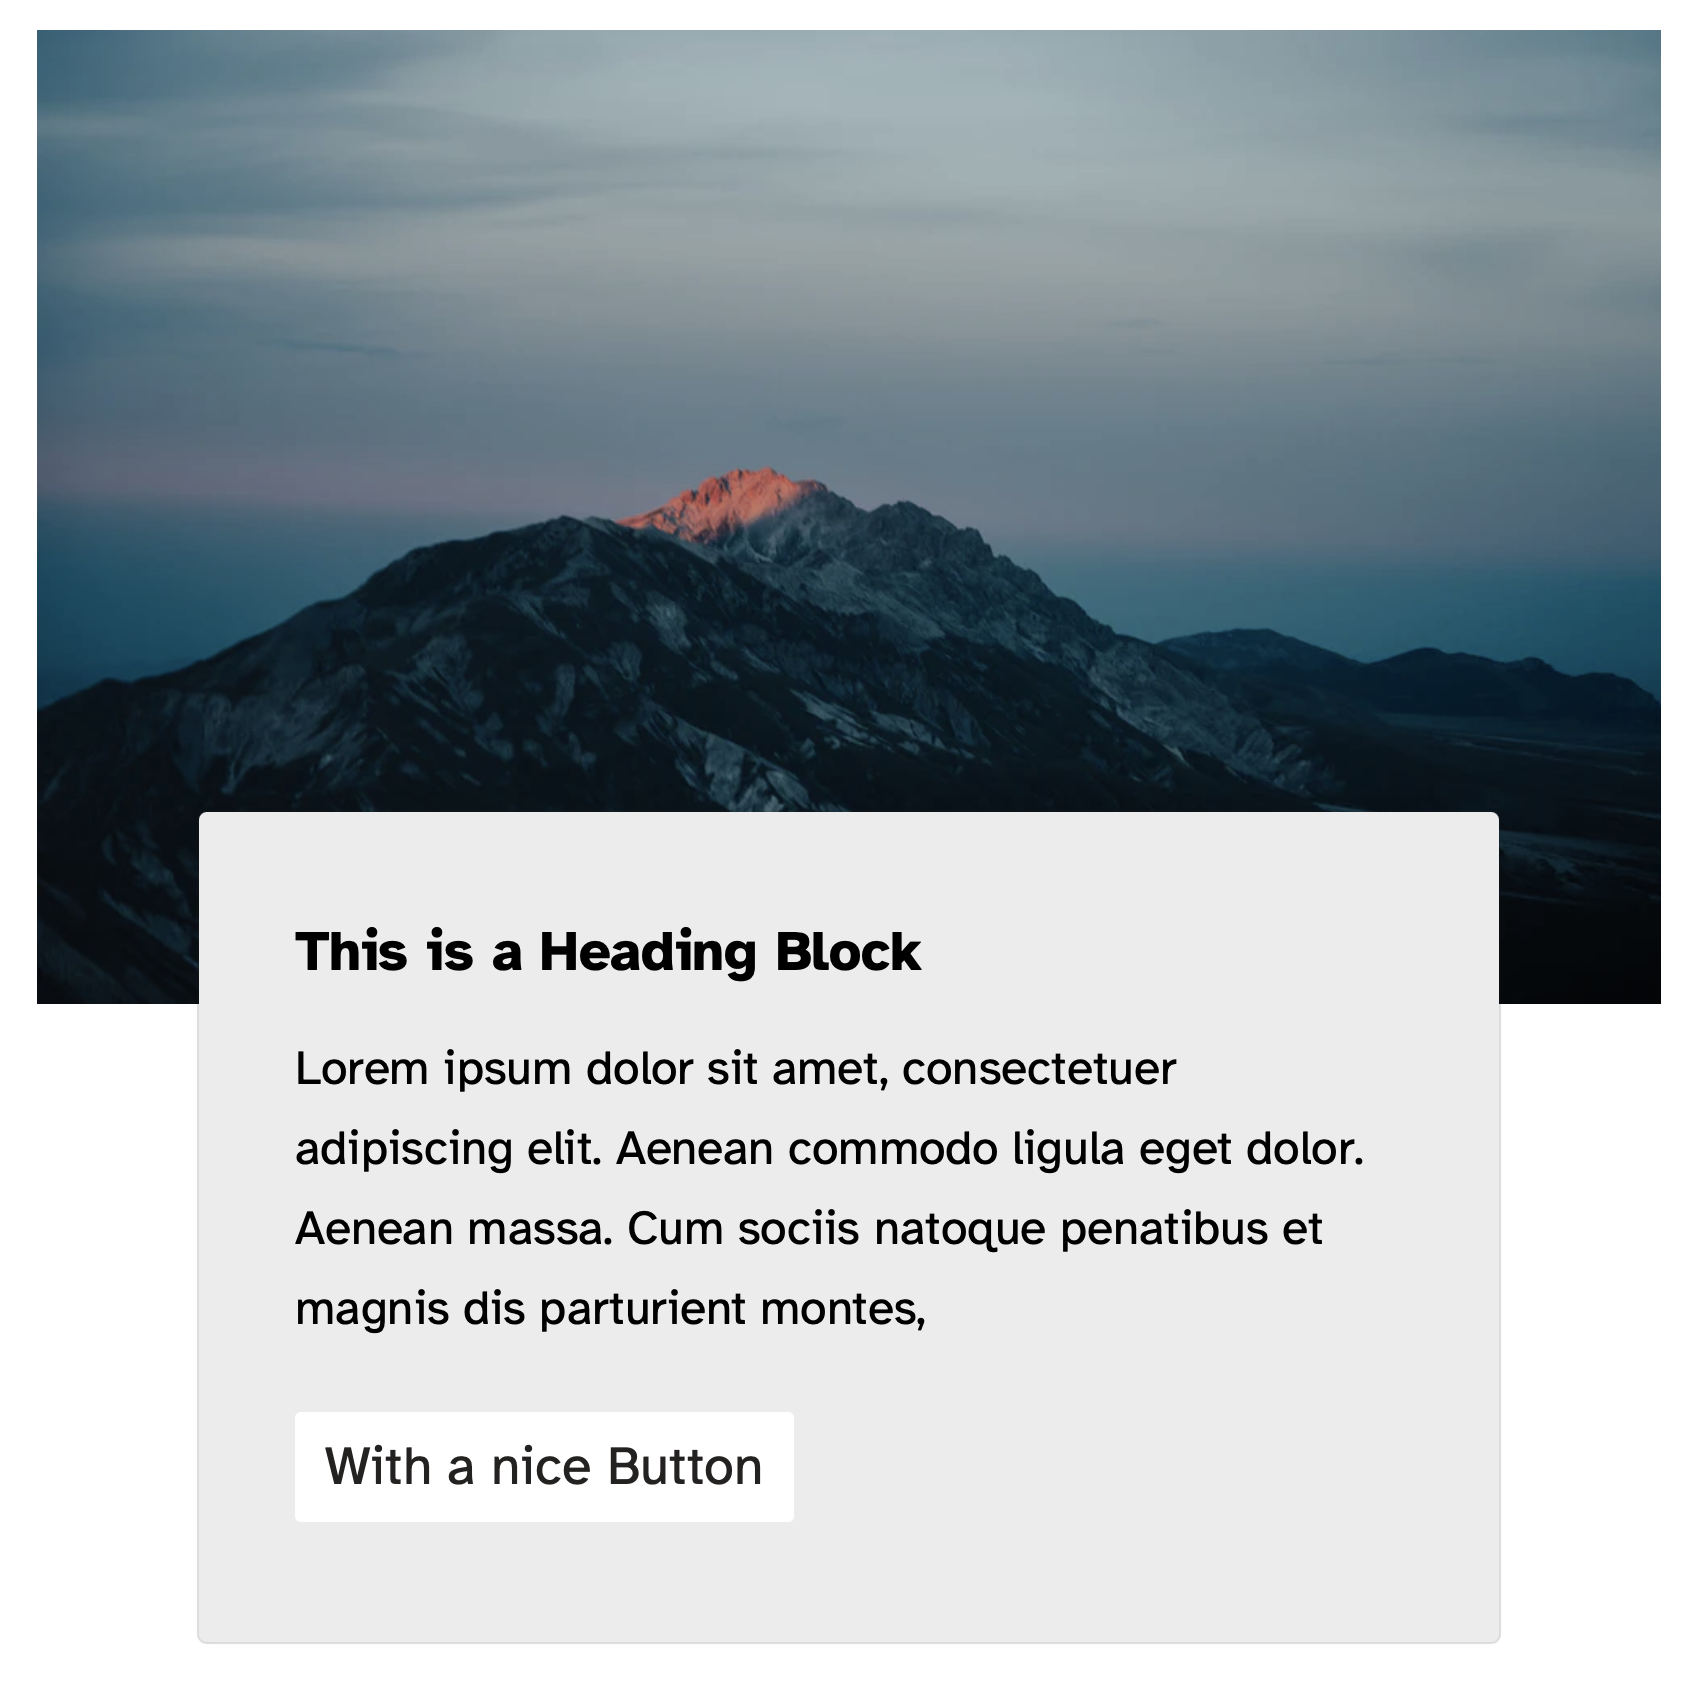 This is a Heading Block
Lorem ipsum dolor sit amet, consectetuer
adipiscing elit. Aenean commodo ligula eget dolor.
Aenean massa. Cum sociis natoque penatibus et
magnis dis parturient montes,
With a nice Button